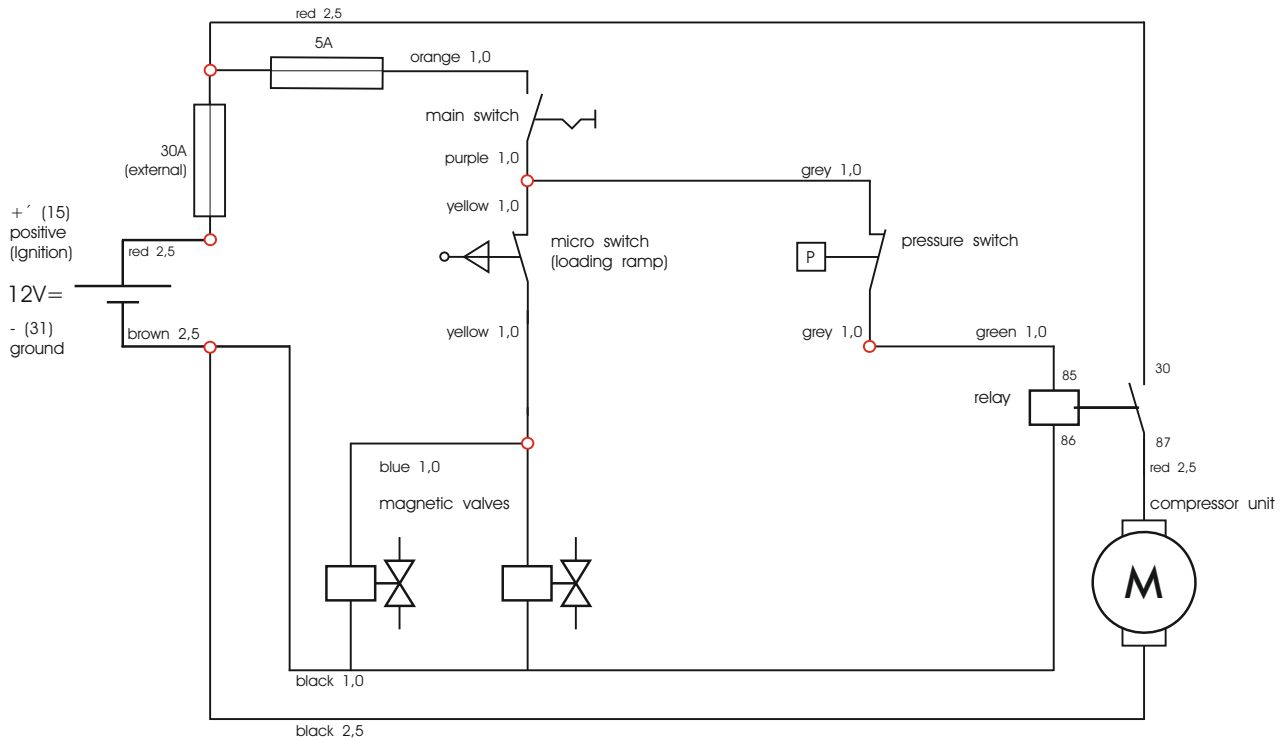 red 2,5
5A
orange 1,0
main switch
30A
(external)
purple 1,0
grey 1,0
yellow 1,0
+´ (15)
positive
(Ignition)
red 2,5
micro switch
(loading ramp)
P
pressure switch
12V=
- (31)
ground
brown 2,5
yellow 1,0
grey 1,0
green 1,0
85
30
relay
86
87
blue 1,0
red 2,5
magnetic valves
compressor unit
M
black 1,0
black 2,5